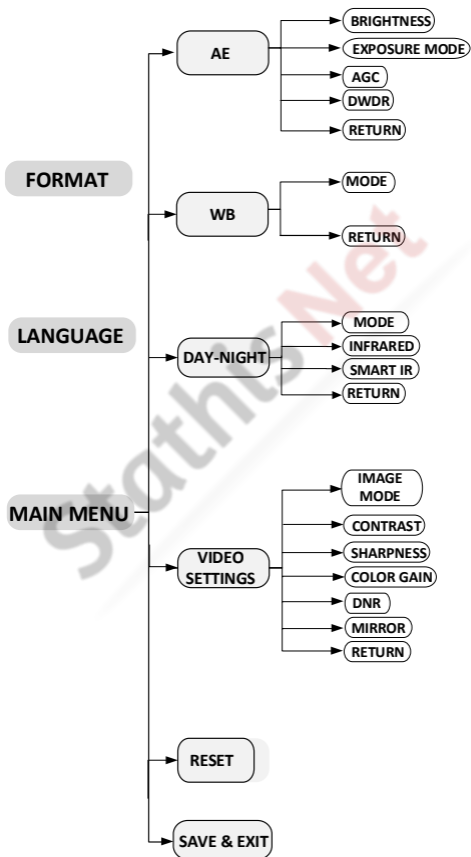 FORMAT
LANGUAGE
MAIN MENU
AE
BRIGHTNESS
EXPOSURE MODE
AGC
DWDR
RETURN
WB
MODE
RETURN
DAY-NIGHT
MODE
INFRARED
SMART IR
RETURN
VIDEO
SETTINGS
IMAGE
MODE
CONTRAST
SHARPNESS
COLOR GAIN
DNR
MIRROR
RETURN
RESET
SAVE & EXIT
StathisNet